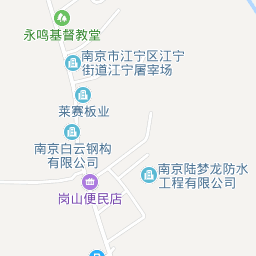 永鸣基督教堂
南京市江宁区江宁
街道江宁屠宰场
莱赛板业
南京白云钢构
有限公司
南京陆梦龙防水
工程有限公司
岗山便民店